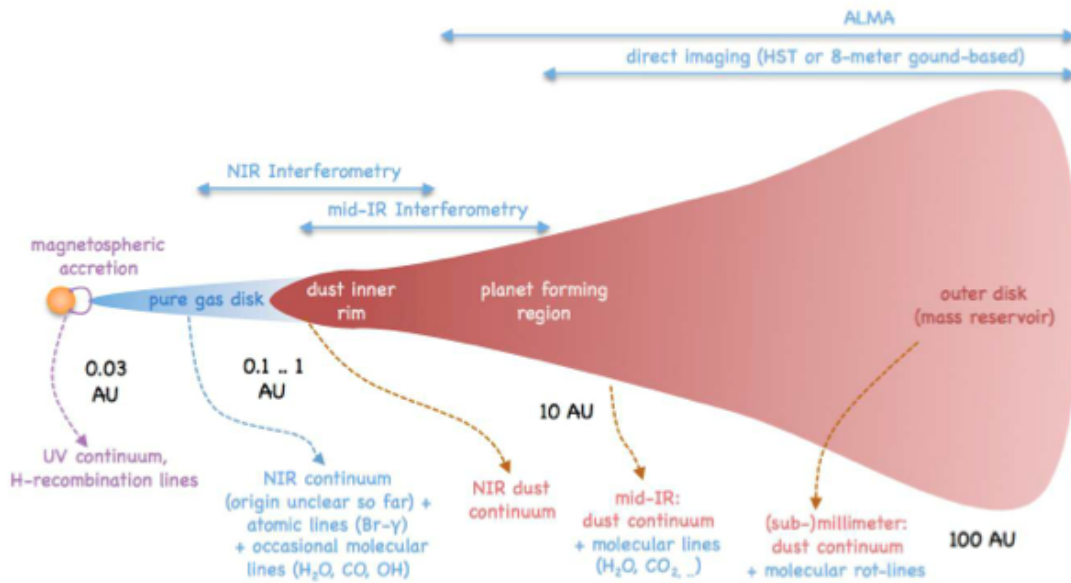 ALMA
direct imaging (HST or 8-meter gound-based)
NIR Interferometry
mid-IR Interferometry
magnetospheric
accretion
pure gas disk
dust inner
rim
planet forming
region
outer disk
(mass reservoir)
0.03
AU
0.1 .. 1
AU
10 AU
100 AU
UV continuum,
H-recombination lines
NIR continuum
(origin unclear so far) +
atomic lines (Br-γ)
+ occasional molecular
lines (H₂O, CO, OH)
NIR dust
continuum
mid-IR:
dust continuum
+ molecular lines
(H₂O, CO₂, ..)
(sub-)millimeter:
dust continuum
+ molecular rot-lines